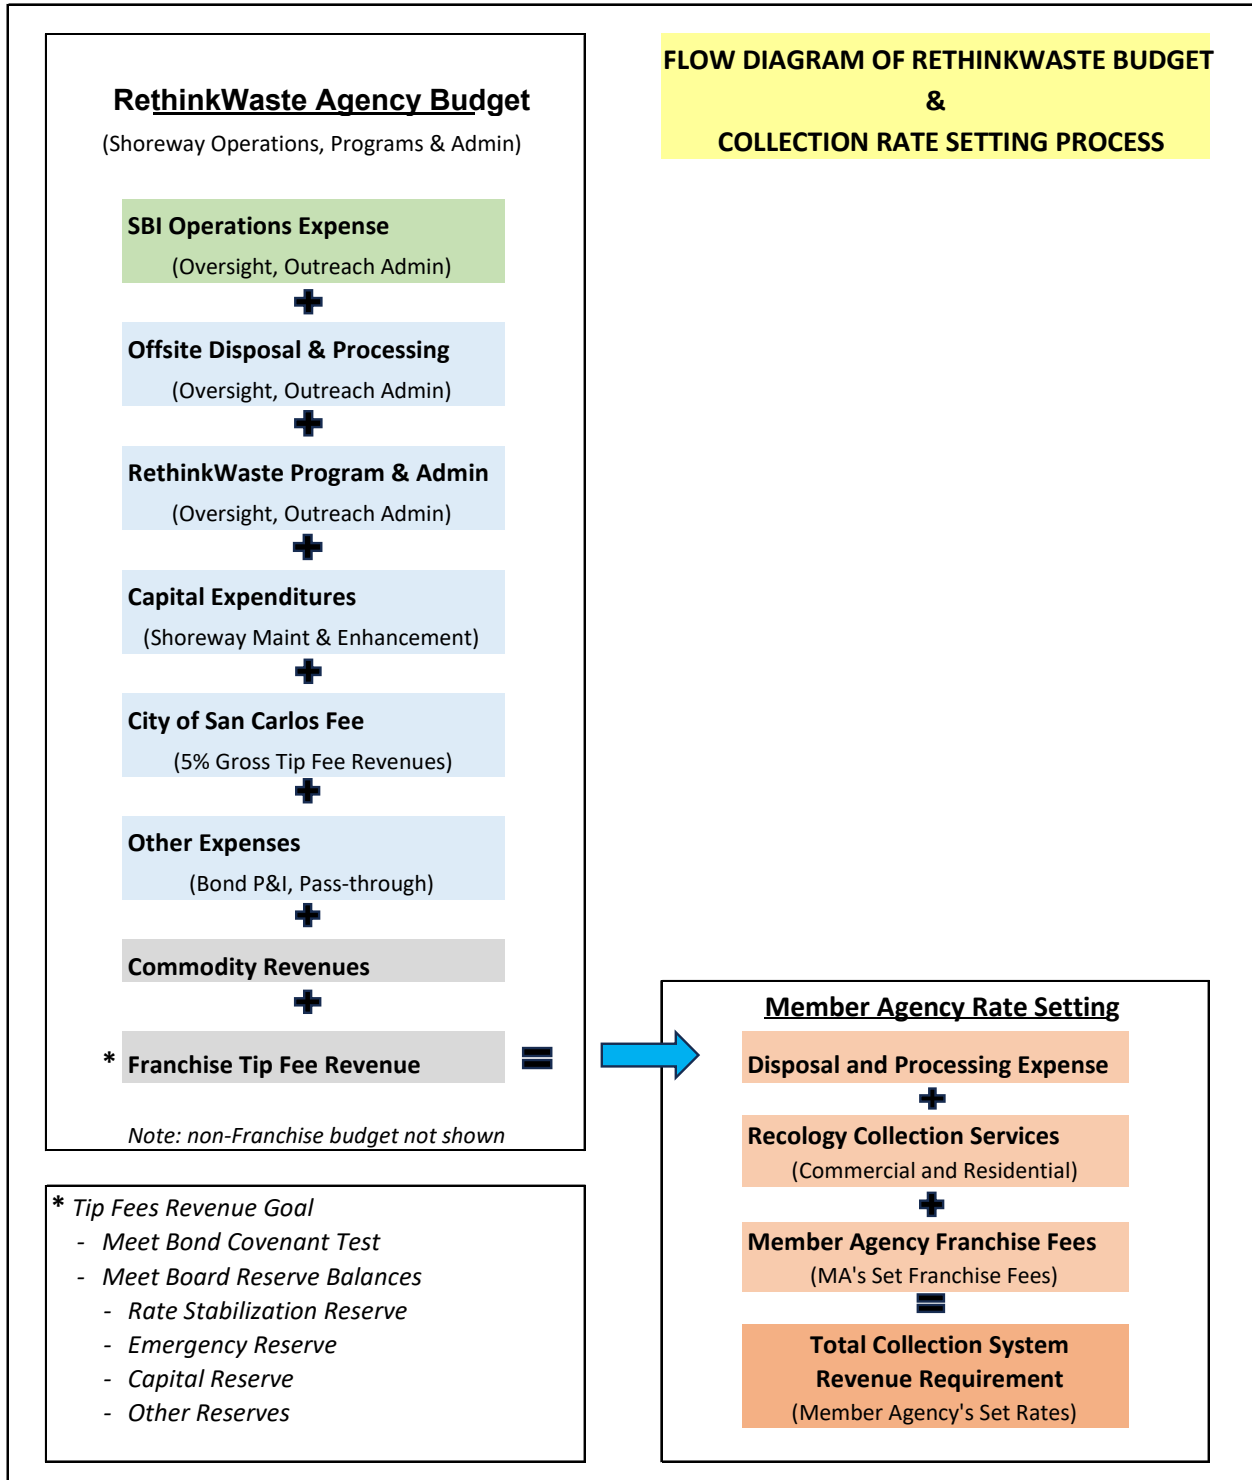 RethinkWaste Agency Budget
(Shoreway Operations, Programs & Admin)
SBI Operations Expense
(Oversight, Outreach Admin)
Offsite Disposal & Processing
(Oversight, Outreach Admin)
RethinkWaste Program & Admin
(Oversight, Outreach Admin)
Capital Expenditures
(Shoreway Maint & Enhancement)
City of San Carlos Fee
(5% Gross Tip Fee Revenues)
Other Expenses
(Bond P&I, Pass-through)
Commodity Revenues
* Franchise Tip Fee Revenue
Note: non-Franchise budget not shown
* Tip Fees Revenue Goal
- Meet Bond Covenant Test
- Meet Board Reserve Balances
- Rate Stabilization Reserve
- Emergency Reserve
- Capital Reserve
- Other Reserves
FLOW DIAGRAM OF RETHINKWASTE BUDGET
&
COLLECTION RATE SETTING PROCESS
Member Agency Rate Setting
Disposal and Processing Expense
Recology Collection Services
(Commercial and Residential)
Member Agency Franchise Fees
(MA's Set Franchise Fees)
Total Collection System
Revenue Requirement
(Member Agency's Set Rates)